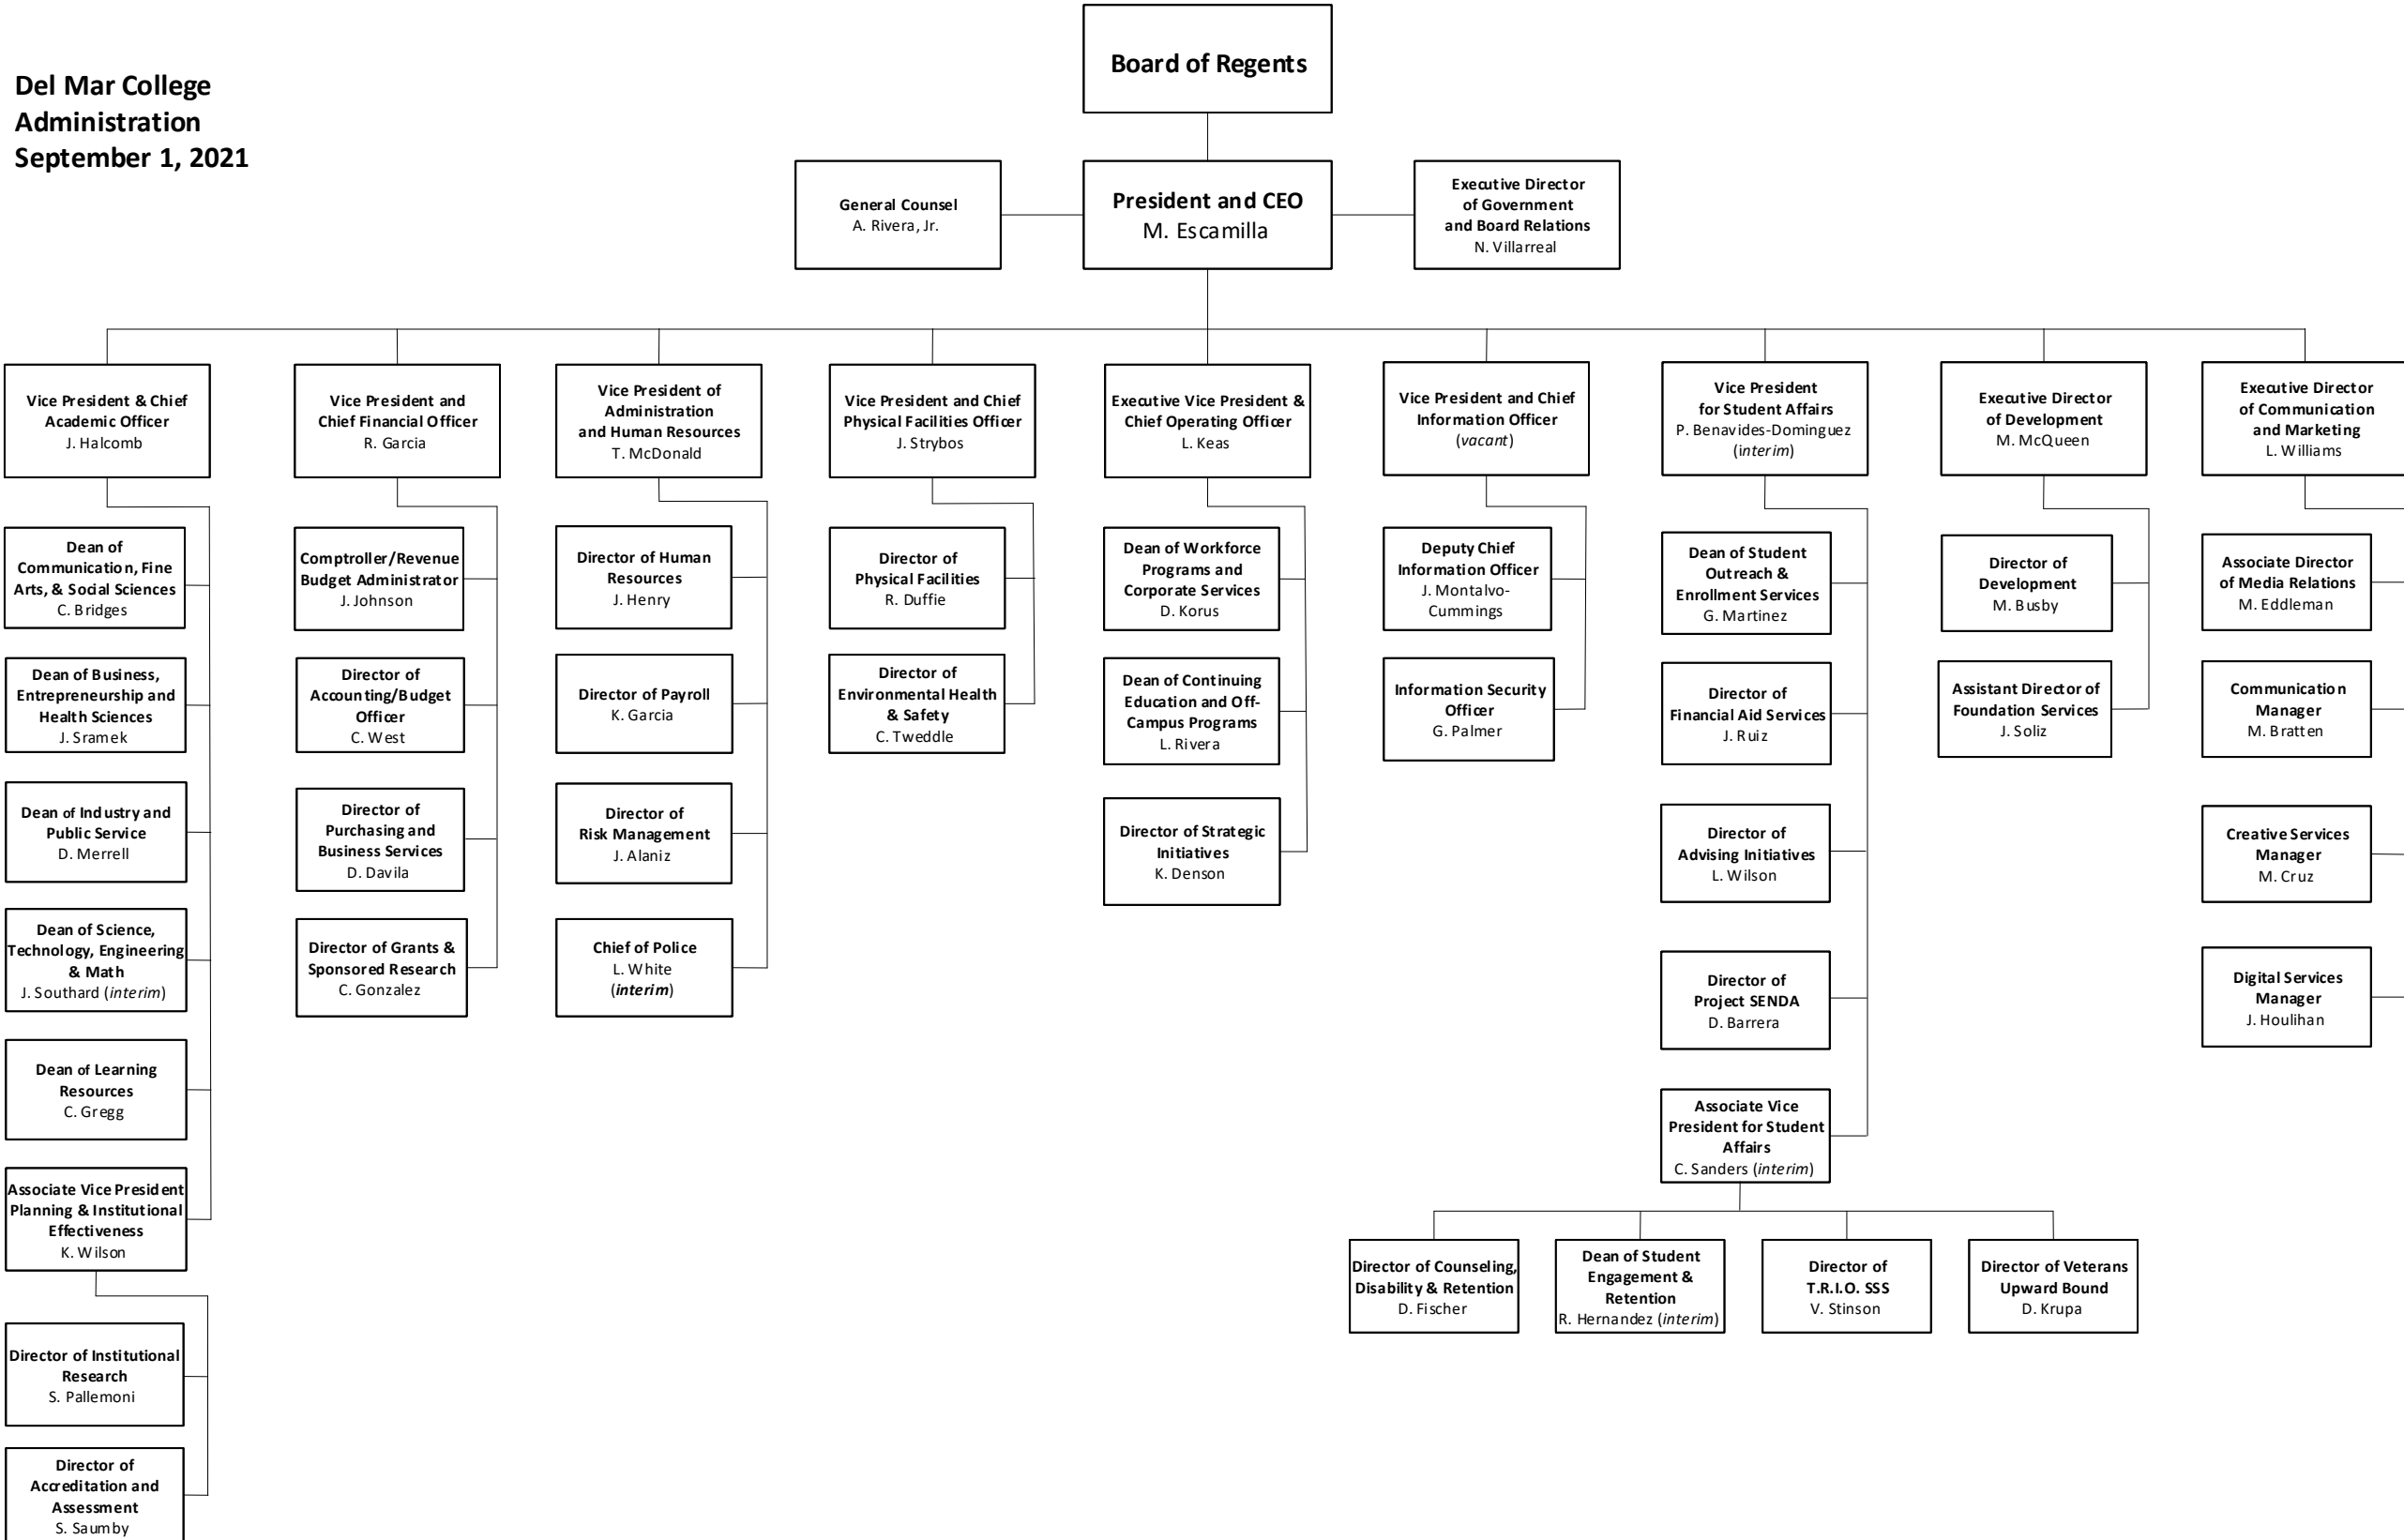 Del Mar College
Administration
September 1, 2021
Board of Regents
General Counsel
A. Rivera, Jr.
President and CEO
M. Escamilla
Executive Director
of Government
and Board Relations
N. Villarreal
Vice President & Chief
Academic Officer
J. Halcomb
Vice President and
Chief Financial Officer
R. Garcia
Vice President of
Administration
and Human Resources
T. McDonald
Vice President and Chief
Physical Facilities Officer
J. Strybos
Executive Vice President &
Chief Operating Officer
L. Keas
Vice President and Chief
Information Officer
(vacant)
Vice President
for Student Affairs
P. Benavides-Dominguez
(interim)
Executive Director
of Development
M. McQueen
Executive Director
of Communication
and Marketing
L. Williams
Dean of
Communication, Fine
Arts, & Social Sciences
C. Bridges
Comptroller/Revenue
Budget Administrator
J. Johnson
Director of Human
Resources
J. Henry
Director of
Physical Facilities
R. Duffie
Dean of Workforce
Programs and
Corporate Services
D. Korus
Deputy Chief
Information Officer
J. Montalvo-
Cummings
Dean of Student
Outreach &
Enrollment Services
G. Martinez
Director of
Development
M. Busby
Associate Director
of Media Relations
M. Eddleman
Dean of Business,
Entrepreneurship and
Health Sciences
J. Sramek
Director of
Accounting/Budget
Officer
C. West
Director of Payroll
K. Garcia
Director of
Environmental Health
& Safety
C. Tweddle
Dean of Continuing
Education and Off-
Campus Programs
L. Rivera
Information Security
Officer
G. Palmer
Director of
Financial Aid Services
J. Ruiz
Assistant Director of
Foundation Services
J. Soliz
Communication
Manager
M. Bratten
Dean of Industry and
Public Service
D. Merrell
Director of
Purchasing and
Business Services
D. Davila
Director of
Risk Management
J. Alaniz
Director of Strategic
Initiatives
K. Denson
Director of
Advising Initiatives
L. Wilson
Creative Services
Manager
M. Cruz
Dean of Science,
Technology, Engineering
& Math
J. Southard (interim)
Director of Grants &
Sponsored Research
C. Gonzalez
Chief of Police
L. White
(interim)
Director of
Project SENDA
D. Barrera
Digital Services
Manager
J. Houlihan
Dean of Learning
Resources
C. Gregg
Associate Vice
President for Student
Affairs
C. Sanders (interim)
Associate Vice President
Planning & Institutional
Effectiveness
K. Wilson
Director of Counseling,
Disability & Retention
D. Fischer
Dean of Student
Engagement &
Retention
R. Hernandez (interim)
Director of
T.R.I.O. SSS
V. Stinson
Director of Veterans
Upward Bound
D. Krupa
Director of Institutional
Research
S. Pallemoni
Director of
Accreditation and
Assessment
S. Saumby